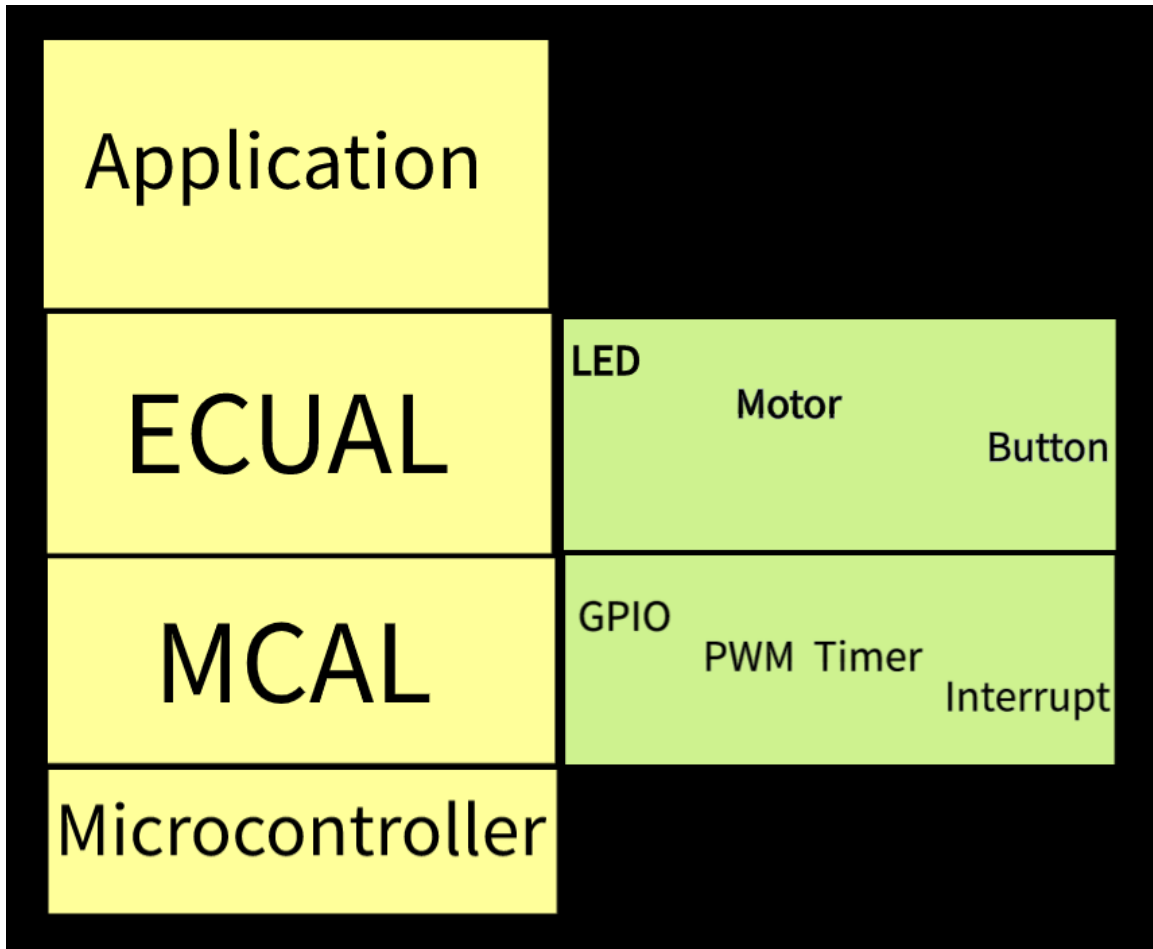 Application
ECUAL
LED
Motor
Button
MCAL
GPIO
PWM Timer
Interrupt
Microcontroller